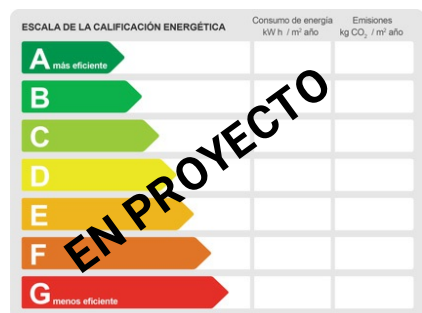 ESCALA DE LA CALIFICACIÓN ENERGÉTICA
Consumo de energía
kW h / m² año
Emisiones
kg CO₂ / m² año
A más eficiente
B
C
D
E
F
G menos eficiente
EN PROYECTO